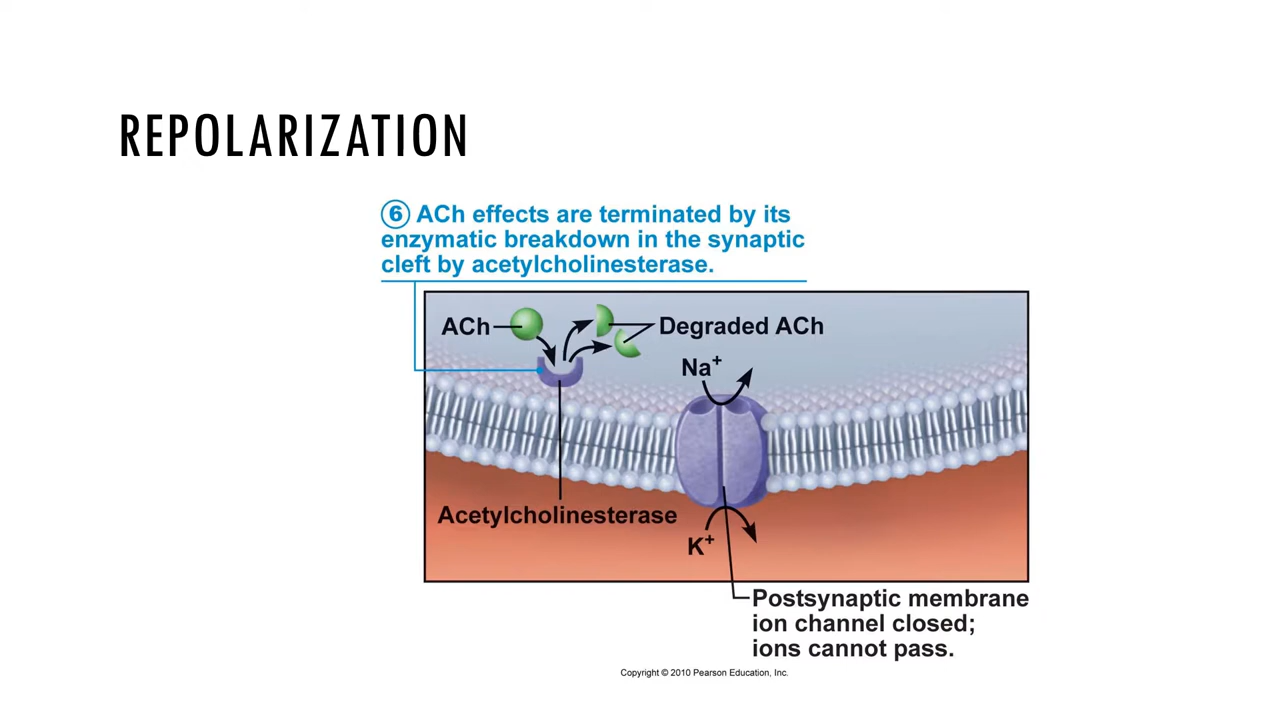 REPOLARIZATION
⑥ ACh effects are terminated by its
enzymatic breakdown in the synaptic
cleft by acetylcholinesterase.
ACh
Degraded ACh
Na⁺
Acetylcholinesterase
K⁺
Postsynaptic membrane
ion channel closed;
ions cannot pass.
Copyright © 2010 Pearson Education, Inc.